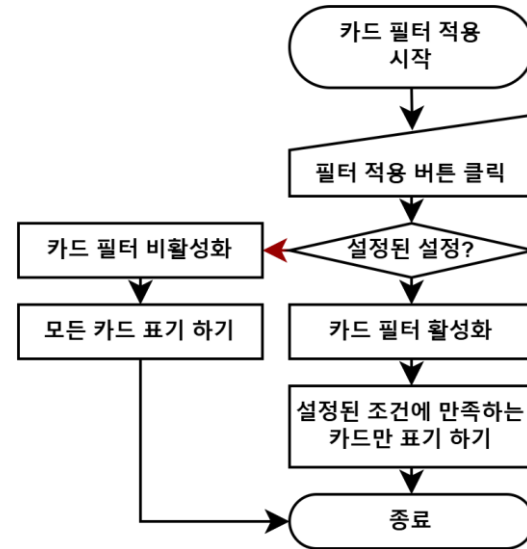 카드 필터 적용
시작
필터 적용 버튼 클릭
설정된 설정?
카드 필터 비활성화
모든 카드 표기 하기
카드 필터 활성화
설정된 조건에 만족하는
카드만 표기 하기
종료